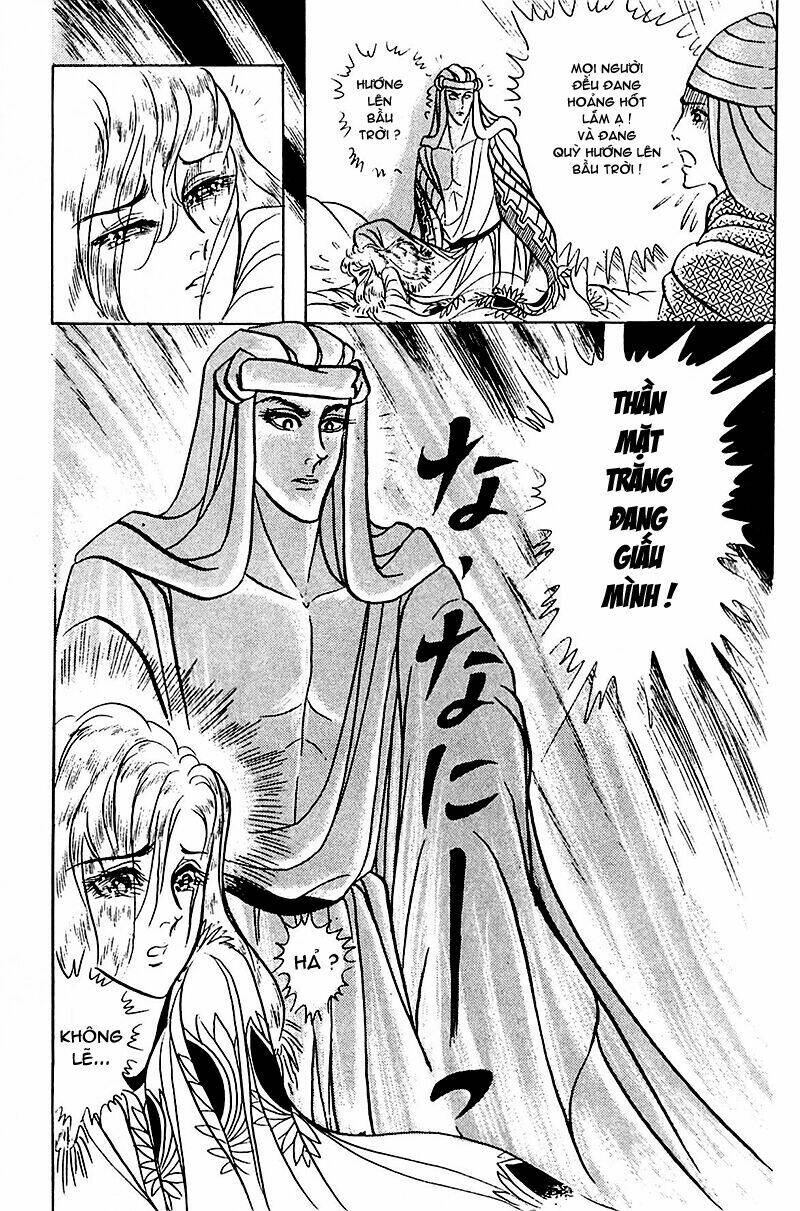 MỌI NGƯỜI
ĐỀU ĐANG
HOẢNG HỐT
LẮM Ạ !
VÀ ĐANG
QUỲ HƯỚNG LÊN
BẦU TRỜI !
HƯỚNG
LÊN
BẦU
TRỜI ?
THẦN
MẶT
TRĂNG
ĐANG
GIẤU
MÌNH !
な、なにーっ
HẢ ?
KHÔNG
LẼ...